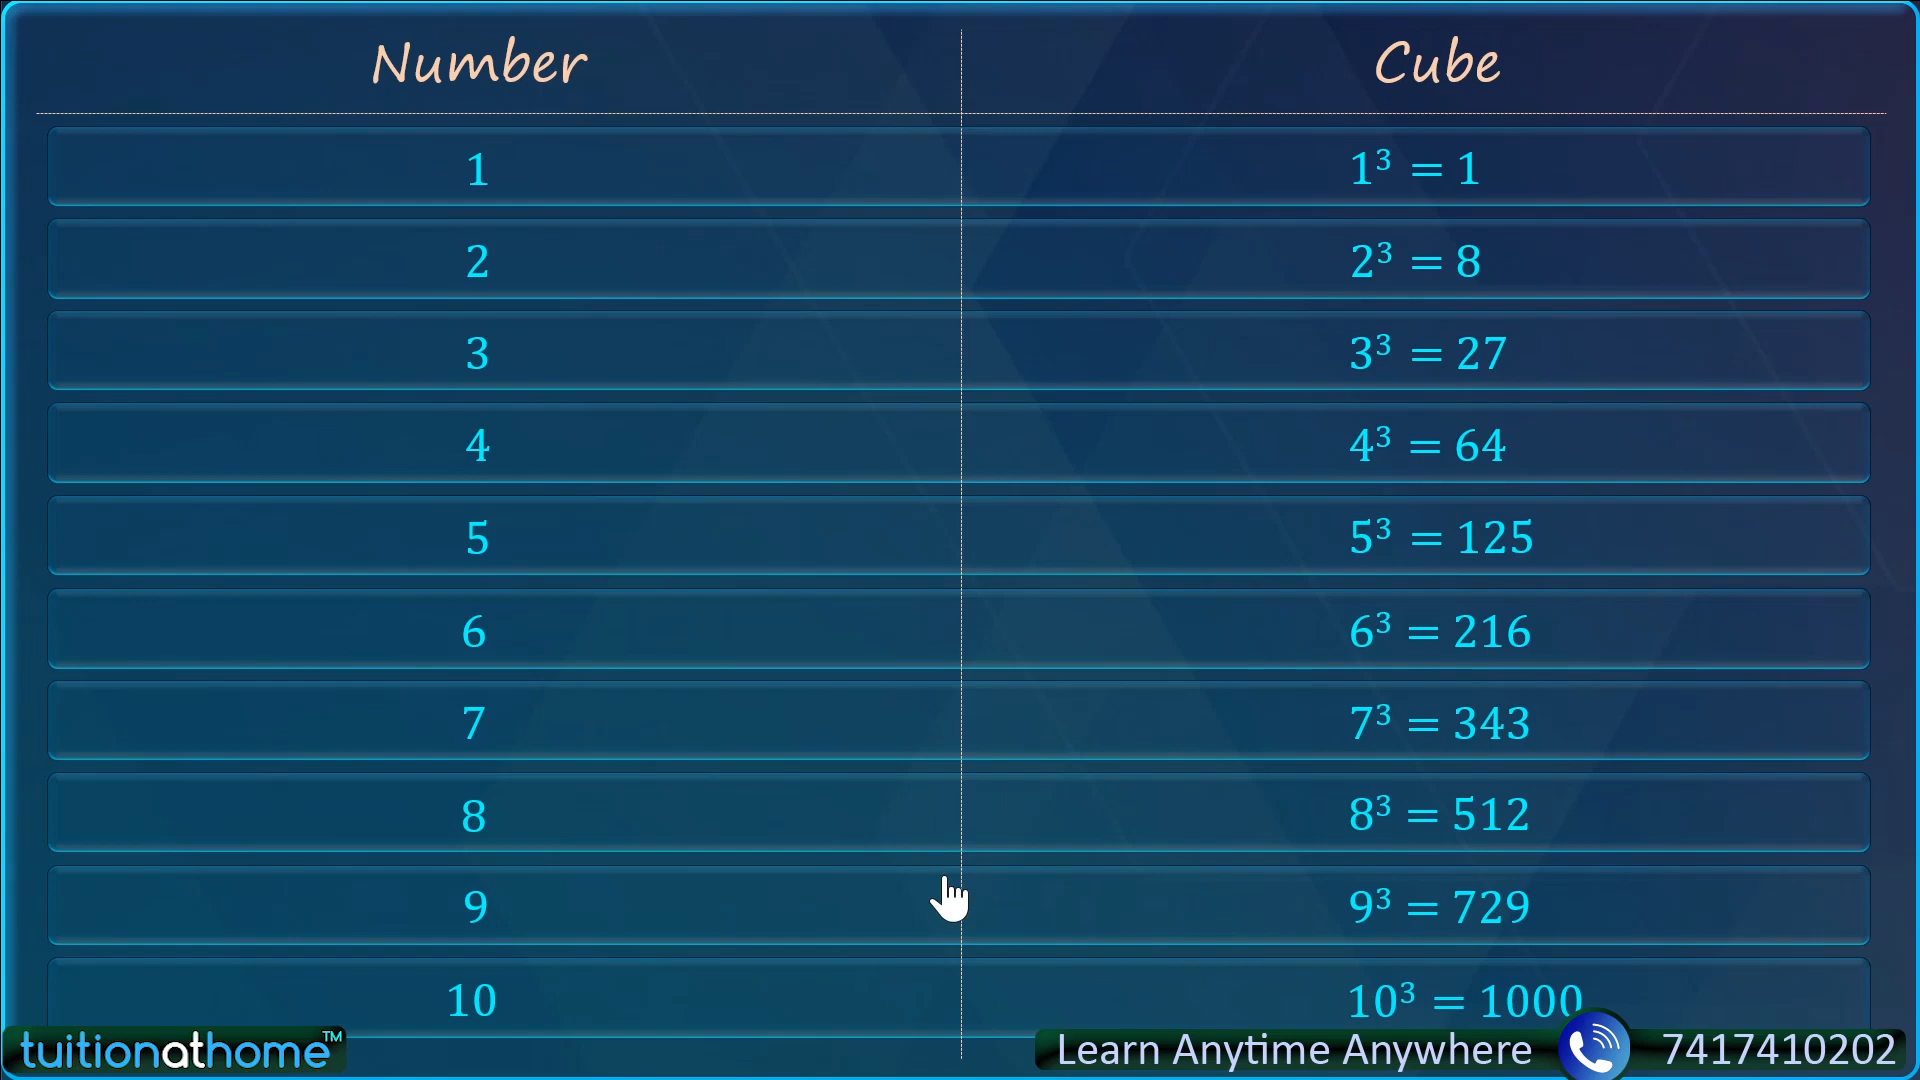 Number Cube
1 1³ = 1
2 2³ = 8
3 3³ = 27
4 4³ = 64
5 5³ = 125
6 6³ = 216
7 7³ = 343
8 8³ = 512
9 9³ = 729
10 10³ = 1000
tuitionathome™ Learn Anytime Anywhere 7417410202